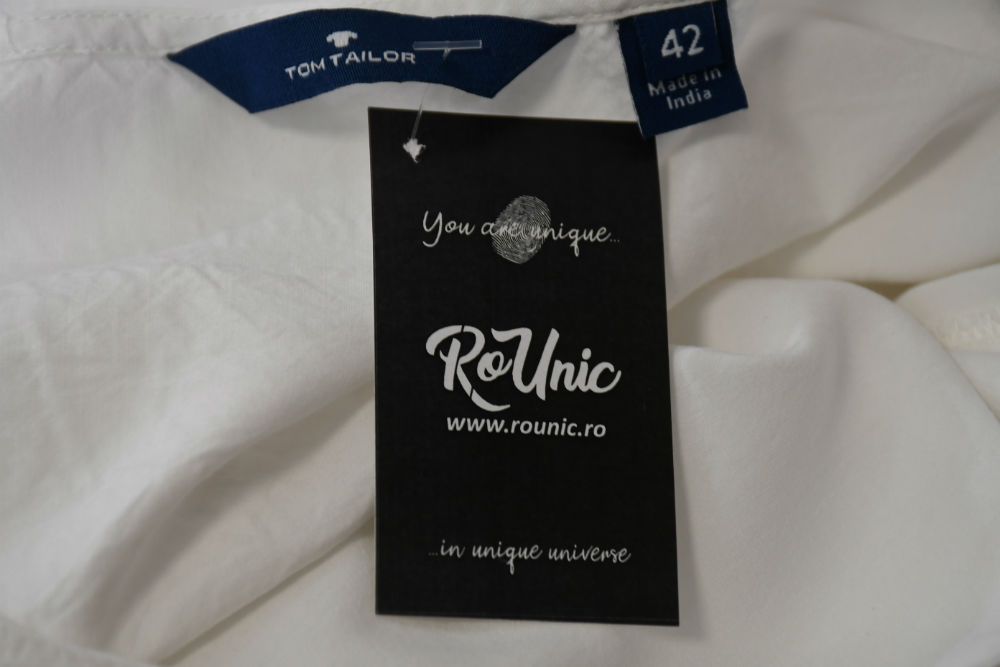 TOM TAILOR
42
Made in
India
You are unique...
RoUnic
www.rounic.ro
...in unique universe